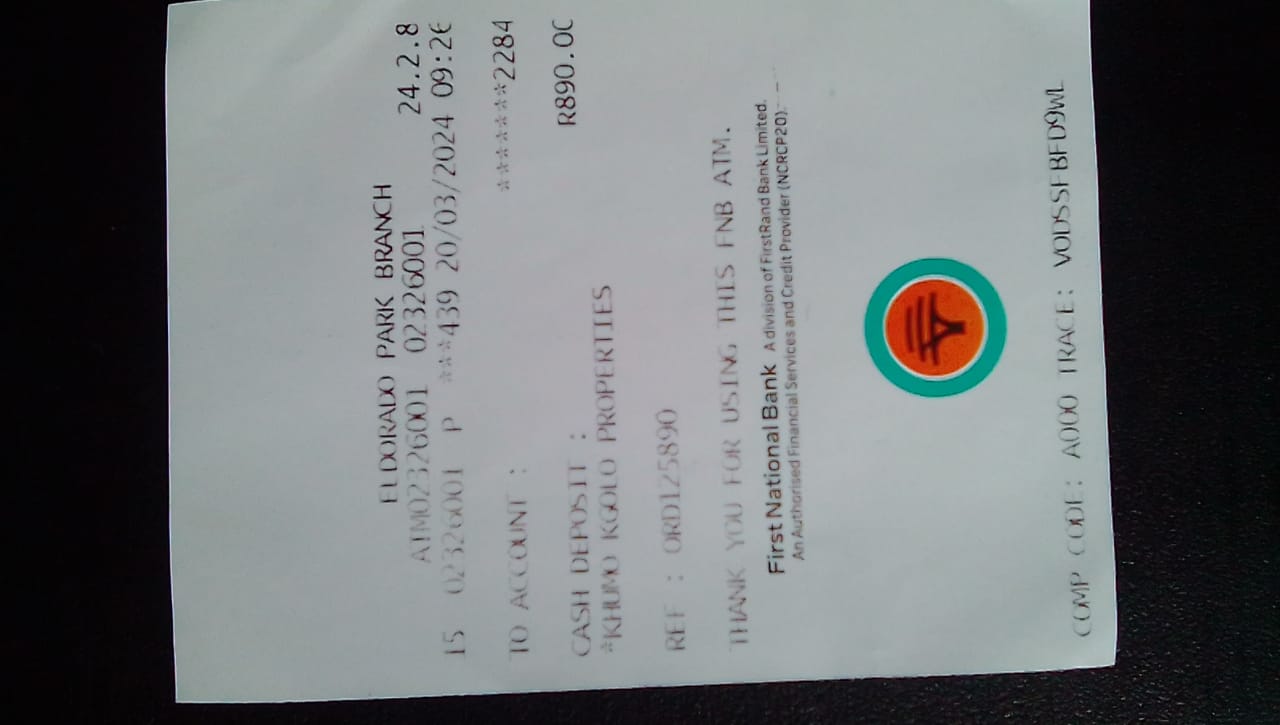 ELDORADO PARK BRANCH
ATM02326001 02326001 24.2.8
15 02326001 P ***439 20/03/2024 09:26
TO ACCOUNT : *******2284
CASH DEPOSIT : R890.00
*KHUMO KGOLO PROPERTIES
REF : ORD125890
THANK YOU FOR USING THIS FNB ATM.
First National Bank A division of FirstRand Bank Limited.
An Authorised Financial Services and Credit Provider (NCRCP20).
COMP CODE: A000 TRACE: VODSSFBFD9WL